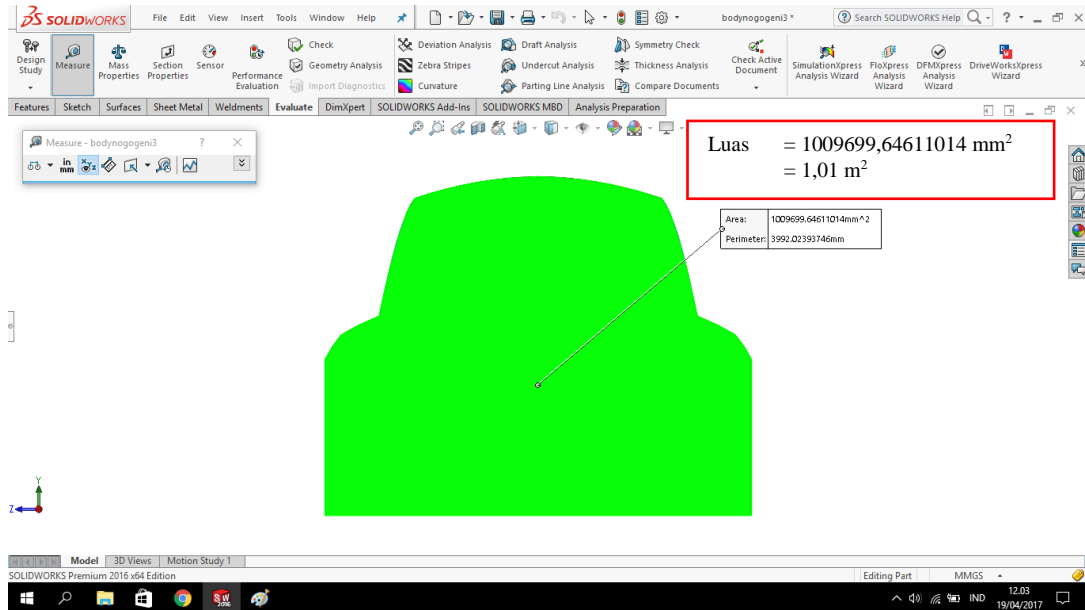 SOLIDWORKS File Edit View Insert Tools Window Help bodynogogeni3 * Search SOLIDWORKS Help
Design Study
Measure
Mass Properties
Section Properties
Sensor
Performance Evaluation
Check
Geometry Analysis
Import Diagnostics
Deviation Analysis
Zebra Stripes
Curvature
Draft Analysis
Undercut Analysis
Parting Line Analysis
Symmetry Check
Thickness Analysis
Compare Documents
Check Active Document
SimulationXpress Analysis Wizard
FloXpress Analysis Wizard
DFMXpress Analysis Wizard
DriveWorksXpress Wizard
Features Sketch Surfaces Sheet Metal Weldments Evaluate DimXpert SOLIDWORKS Add-Ins SOLIDWORKS MBD Analysis Preparation
Measure - bodynogogeni3 ?
in mm
Luas = 1009699,64611014 mm²
= 1,01 m²
Area: 1009699.64611014mm^2
Perimeter: 3992.02393746mm
Y
Z
Model 3D Views Motion Study 1
SOLIDWORKS Premium 2016 x64 Edition Editing Part MMGS
IND 12.03
19/04/2017